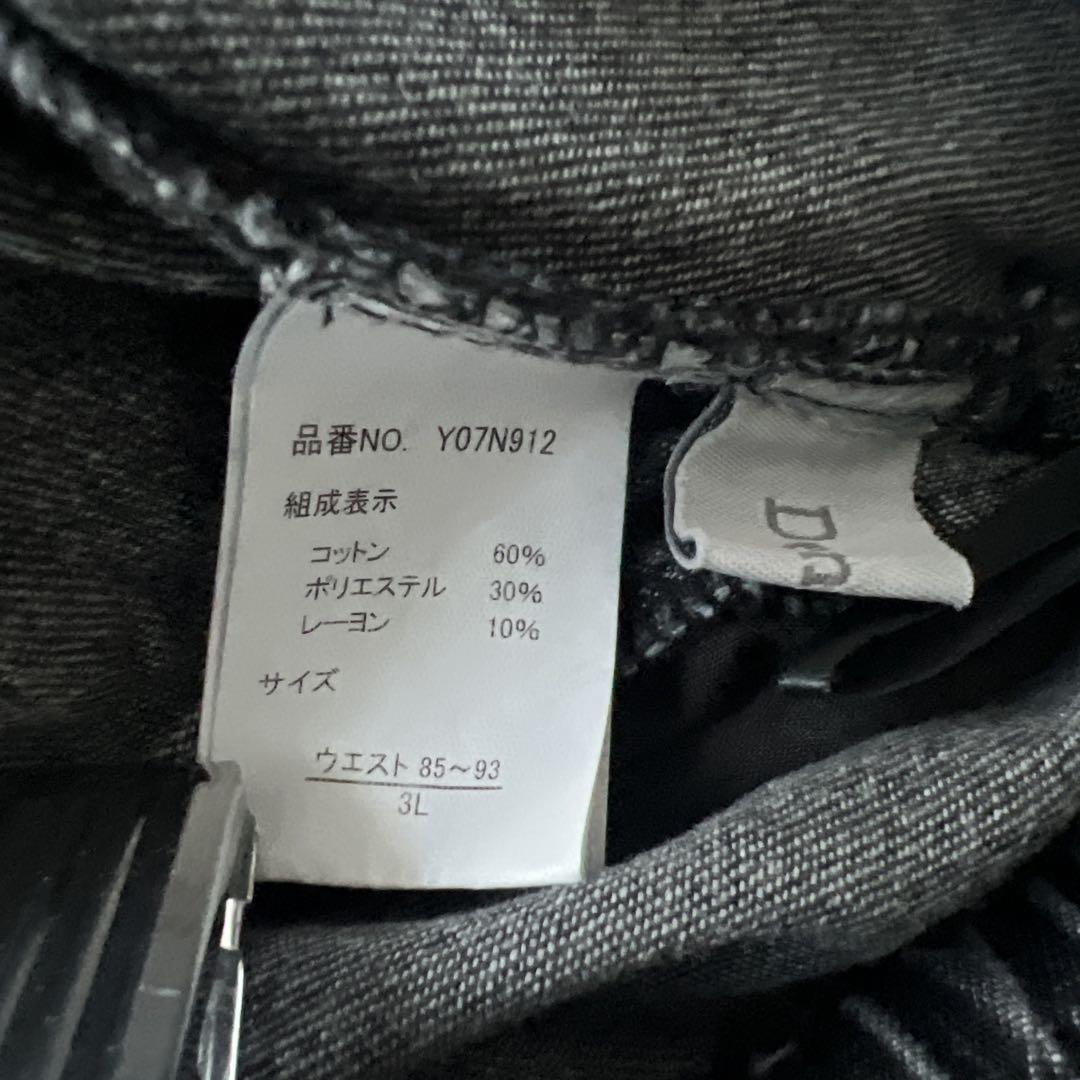 品番NO. Y07N912
組成表示
コットン 60%
ポリエステル 30%
レーヨン 10%
サイズ
ウエスト 85～93
3L